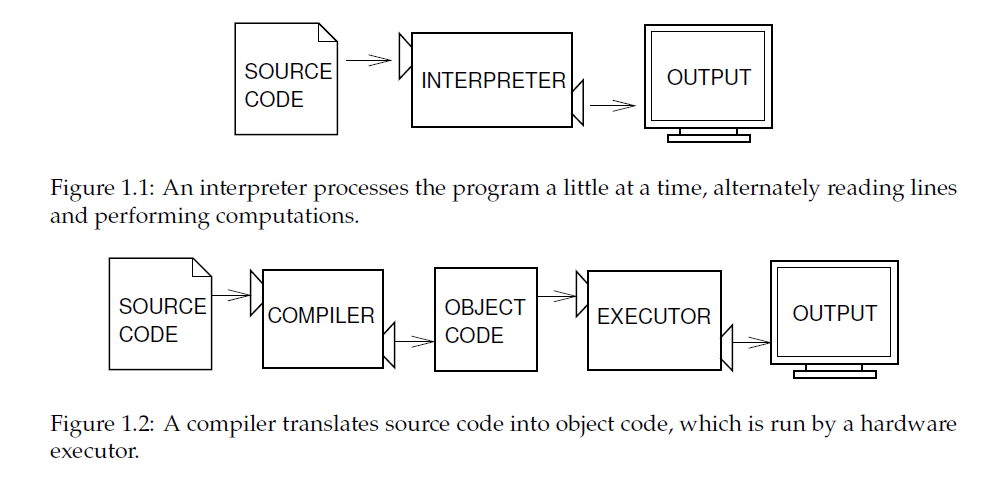 SOURCE
CODE
INTERPRETER
OUTPUT
Figure 1.1: An interpreter processes the program a little at a time, alternately reading lines
and performing computations.
SOURCE
CODE
COMPILER
OBJECT
CODE
EXECUTOR
OUTPUT
Figure 1.2: A compiler translates source code into object code, which is run by a hardware
executor.